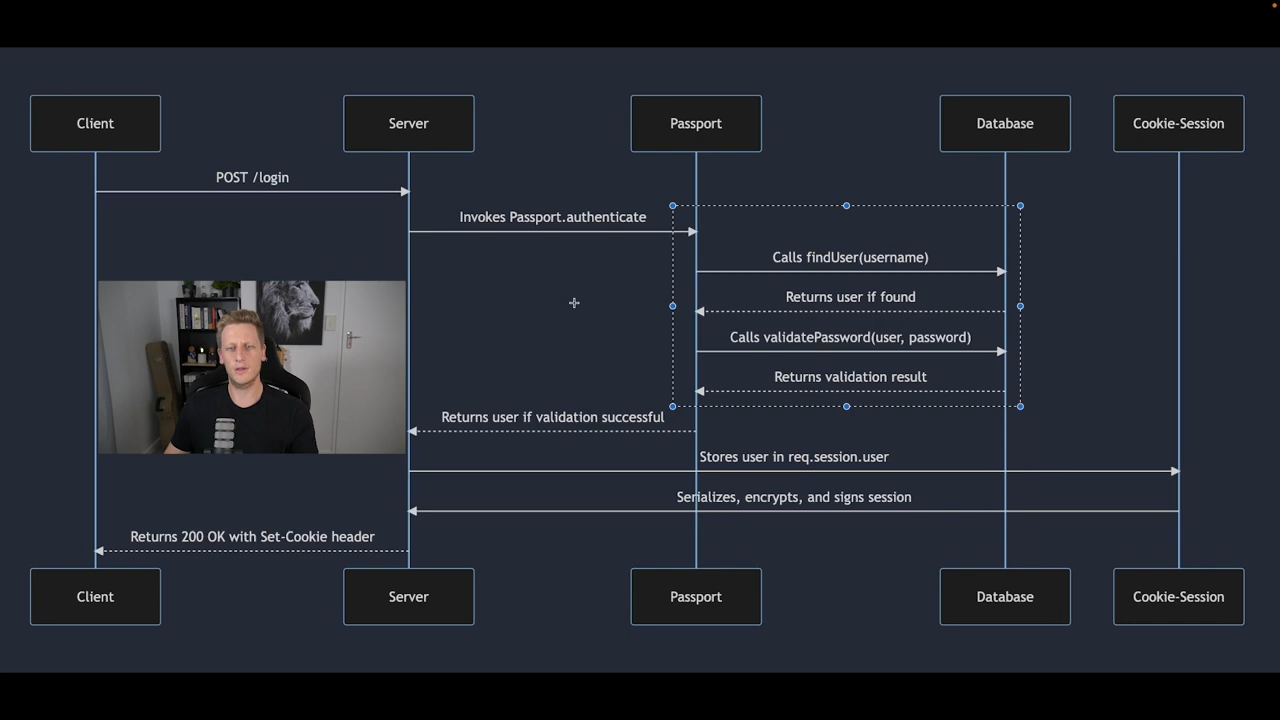 Client
Server
Passport
Database
Cookie-Session
POST /login
Invokes Passport.authenticate
Calls findUser(username)
Returns user if found
Calls validatePassword(user, password)
Returns validation result
Returns user if validation successful
Stores user in req.session.user
Serializes, encrypts, and signs session
Returns 200 OK with Set-Cookie header
Client
Server
Passport
Database
Cookie-Session